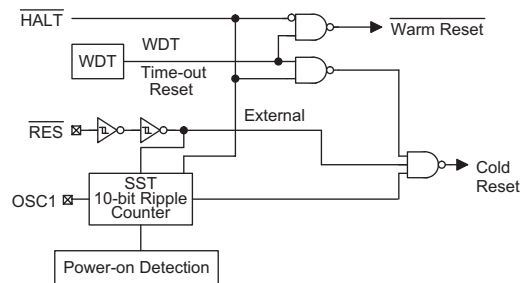 HALT
WDT
Warm Reset
WDT
Time-out
Reset
External
RES
Cold
Reset
OSC1
SST
10-bit Ripple
Counter
Power-on Detection